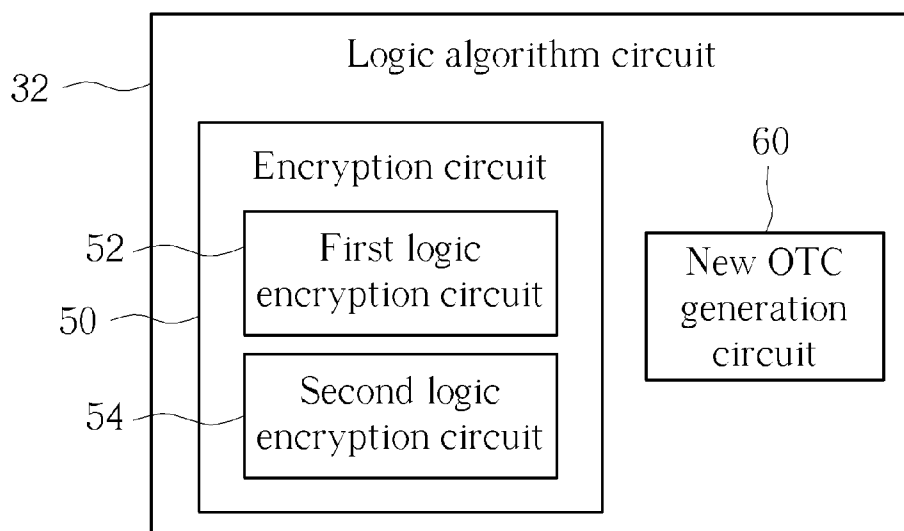 Logic algorithm circuit
32
Encryption circuit
60
52
First logic
encryption circuit
New OTC
generation
circuit
50
54
Second logic
encryption circuit